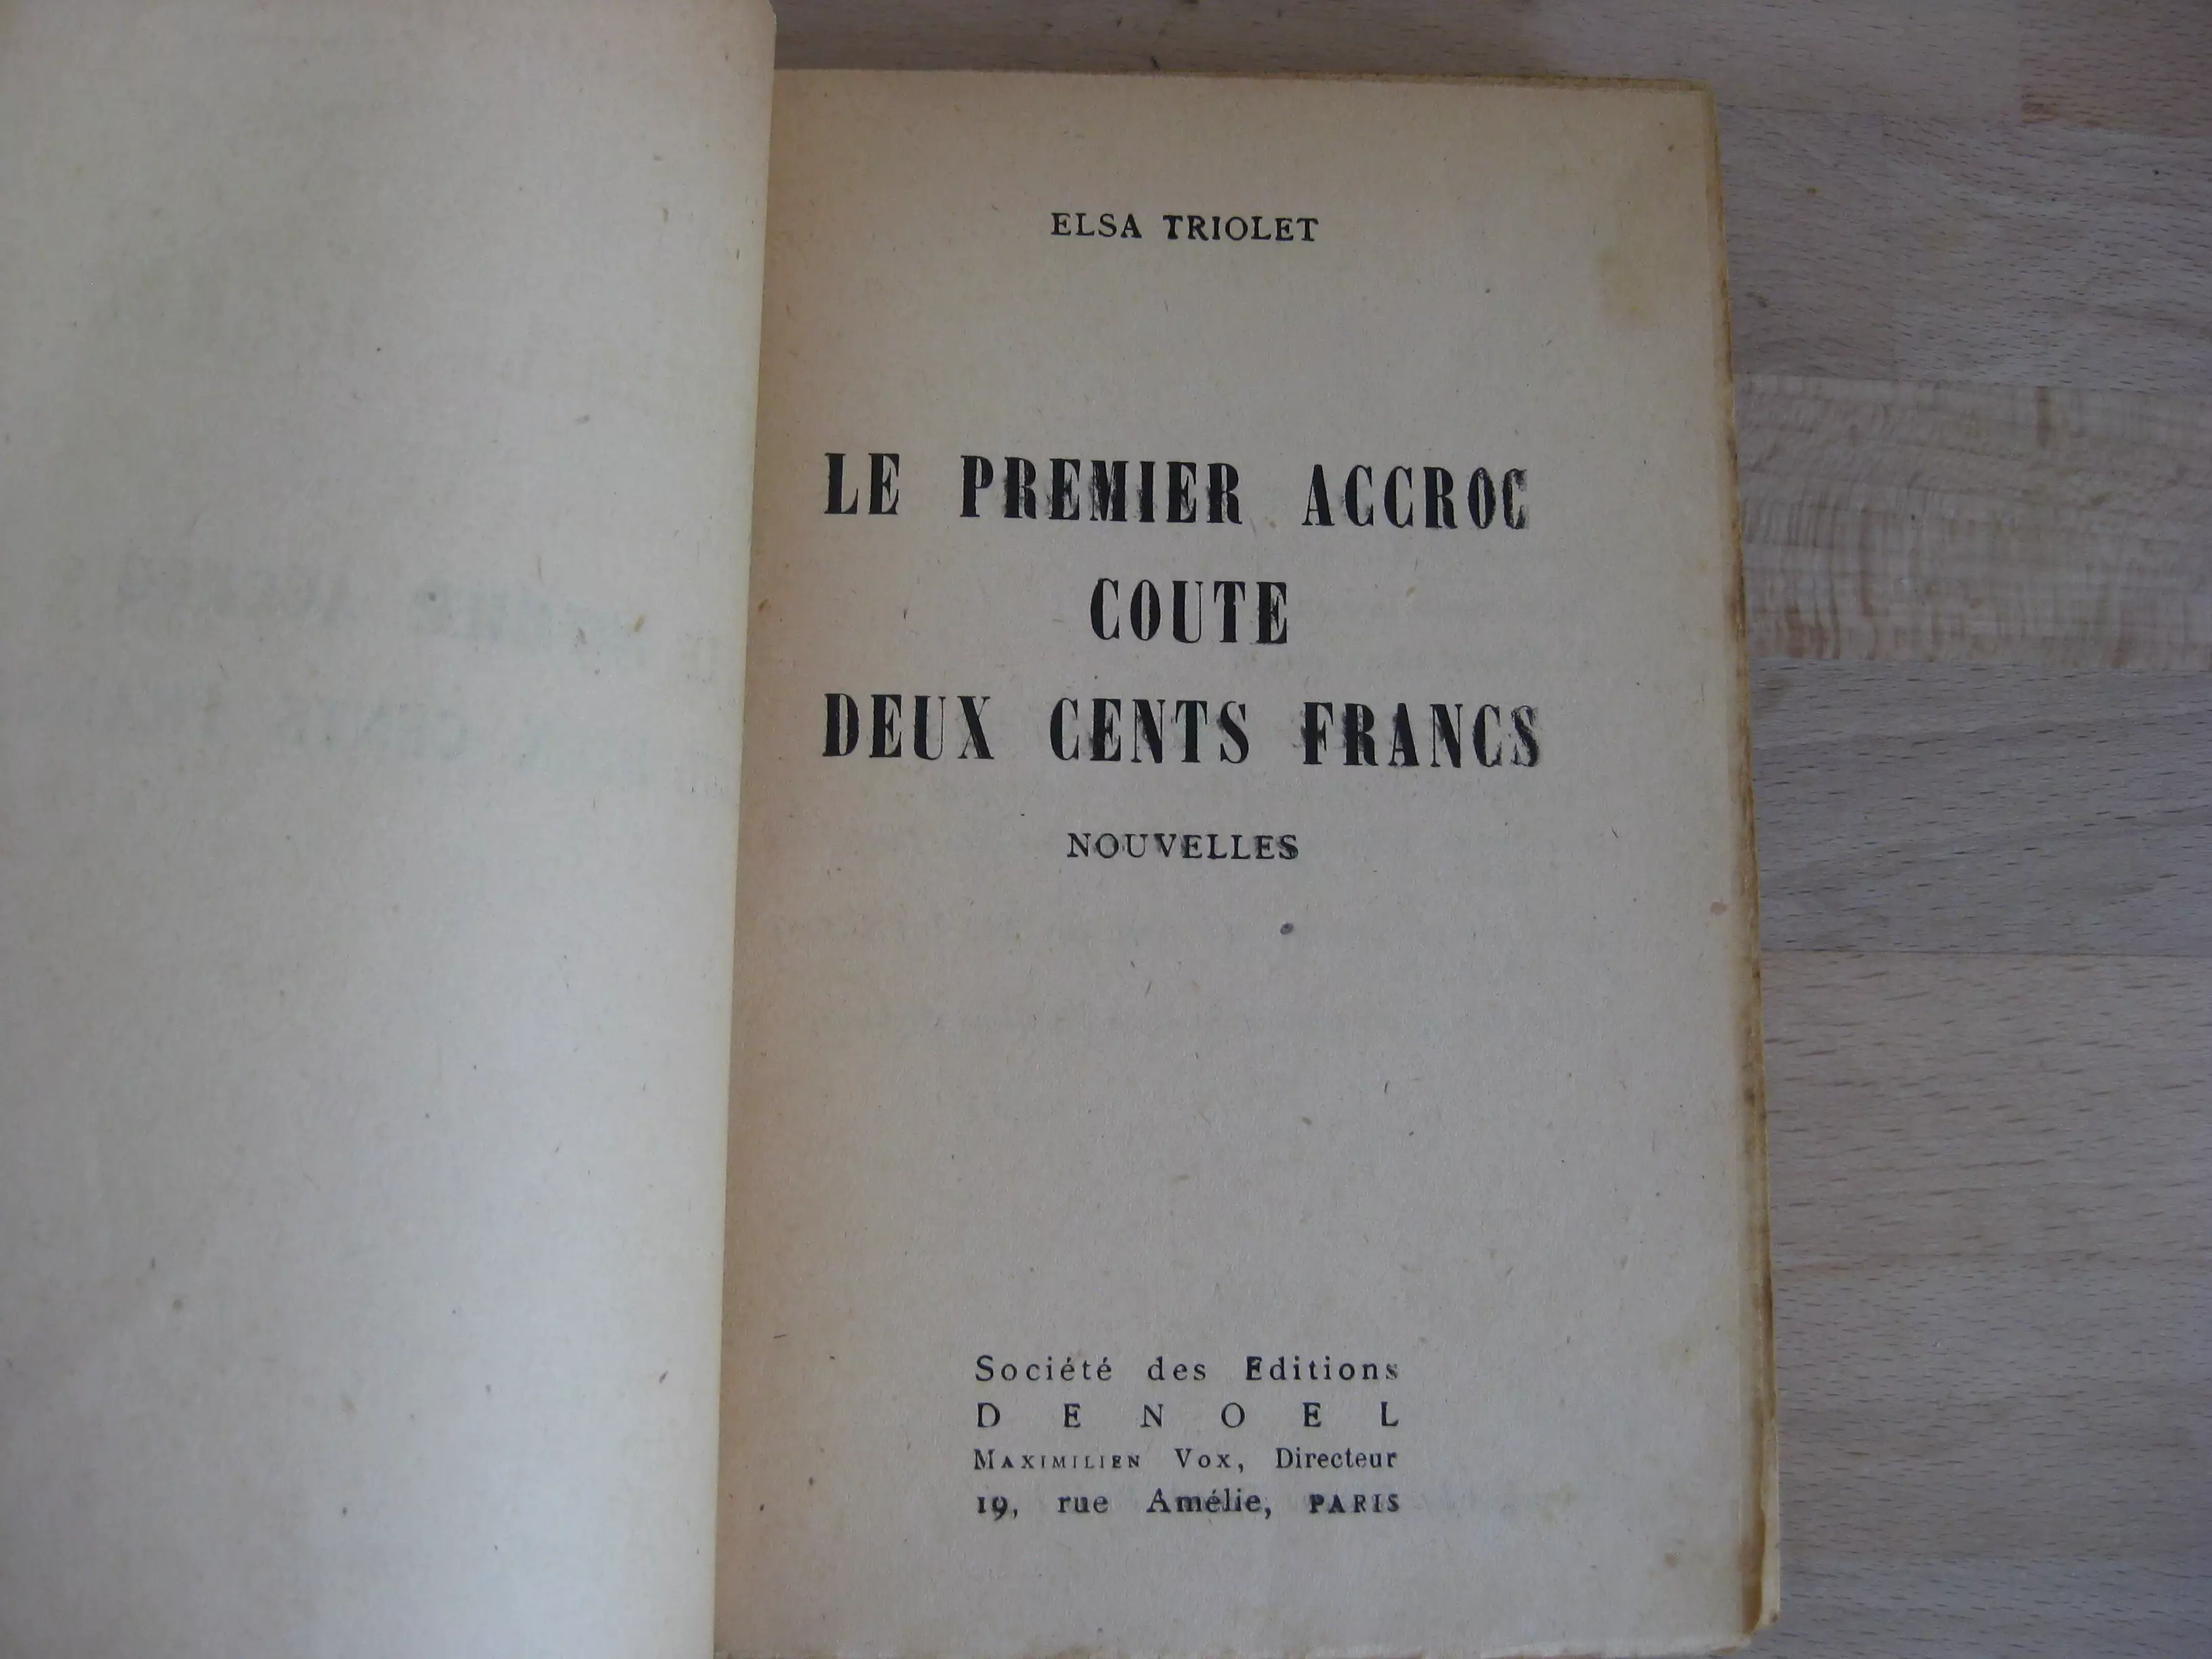 ELSA TRIOLET
LE PREMIER ACCROC
COUTE
DEUX CENTS FRANCS
NOUVELLES
Société des Editions
DENOEL
MAXIMILIEN VOX, Directeur
19, rue Amélie, PARIS